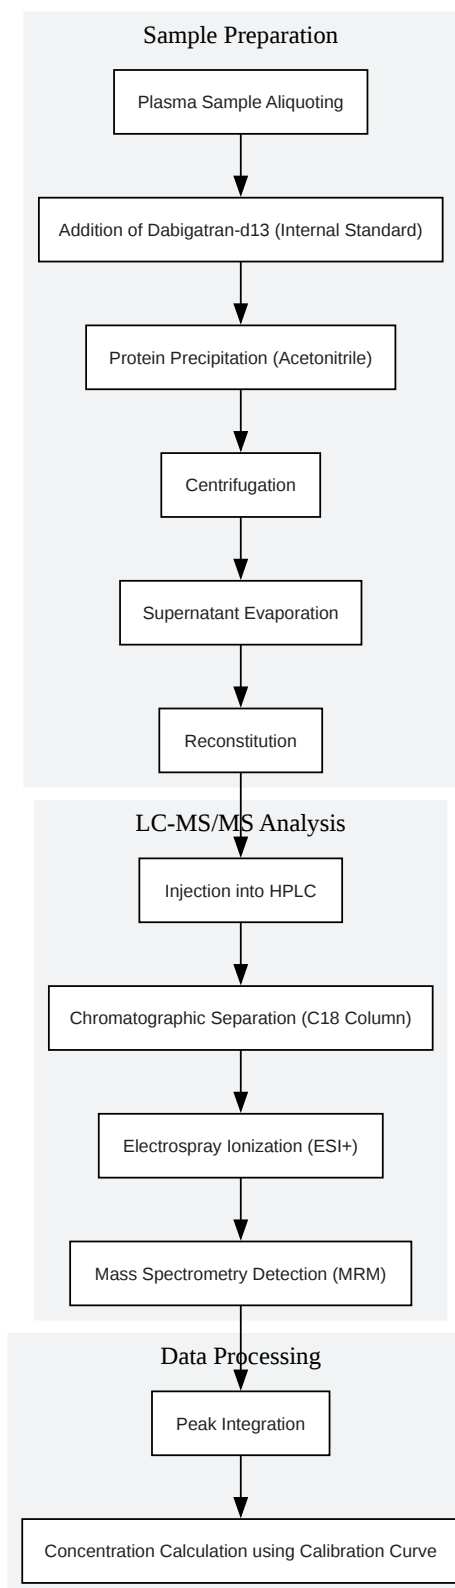 Sample Preparation
Plasma Sample Aliquoting
Addition of Dabigatran-d13 (Internal Standard)
Protein Precipitation (Acetonitrile)
Centrifugation
Supernatant Evaporation
Reconstitution
LC-MS/MS Analysis
Injection into HPLC
Chromatographic Separation (C18 Column)
Electrospray Ionization (ESI+)
Mass Spectrometry Detection (MRM)
Data Processing
Peak Integration
Concentration Calculation using Calibration Curve